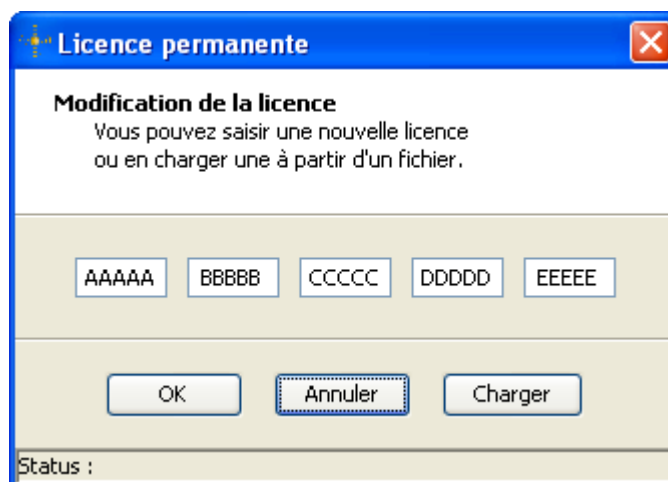 Licence permanente
Modification de la licence
Vous pouvez saisir une nouvelle licence
ou en charger une à partir d'un fichier.
AAAAA BBBBB CCCCC DDDDD EEEEE
OK Annuler Charger
Status :